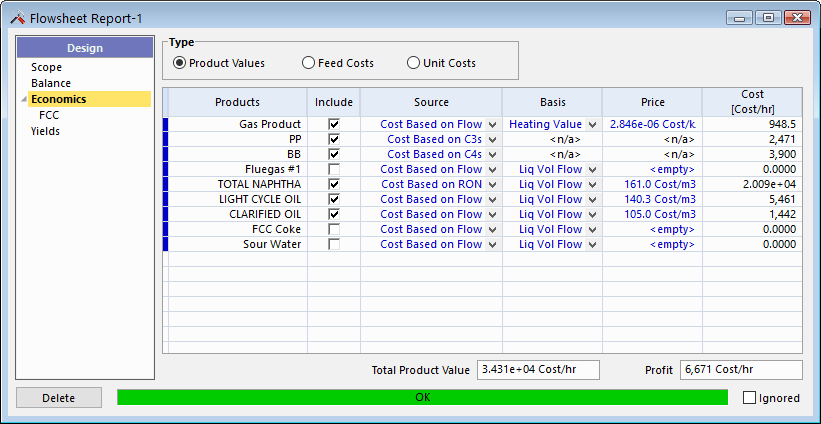 Flowsheet Report-1
Design
Scope
Balance
Economics
FCC
Yields
Type
Product Values Feed Costs Unit Costs
Products Include Source Basis Price Cost [Cost/hr]
Gas Product Cost Based on Flow Heating Value 2.846e-06 Cost/k 948.5
PP Cost Based on C3s <n/a> <n/a> 2,471
BB Cost Based on C4s <n/a> <n/a> 3,900
Fluegas #1 Cost Based on Flow Liq Vol Flow <empty> 0.0000
TOTAL NAPHTHA Cost Based on RON Liq Vol Flow 161.0 Cost/m3 2.009e+04
LIGHT CYCLE OIL Cost Based on Flow Liq Vol Flow 140.3 Cost/m3 5,461
CLARIFIED OIL Cost Based on Flow Liq Vol Flow 105.0 Cost/m3 1,442
FCC Coke Cost Based on Flow Liq Vol Flow <empty> 0.0000
Sour Water Cost Based on Flow Liq Vol Flow <empty> 0.0000
Total Product Value 3.431e+04 Cost/hr Profit 6,671 Cost/hr
Delete OK Ignored